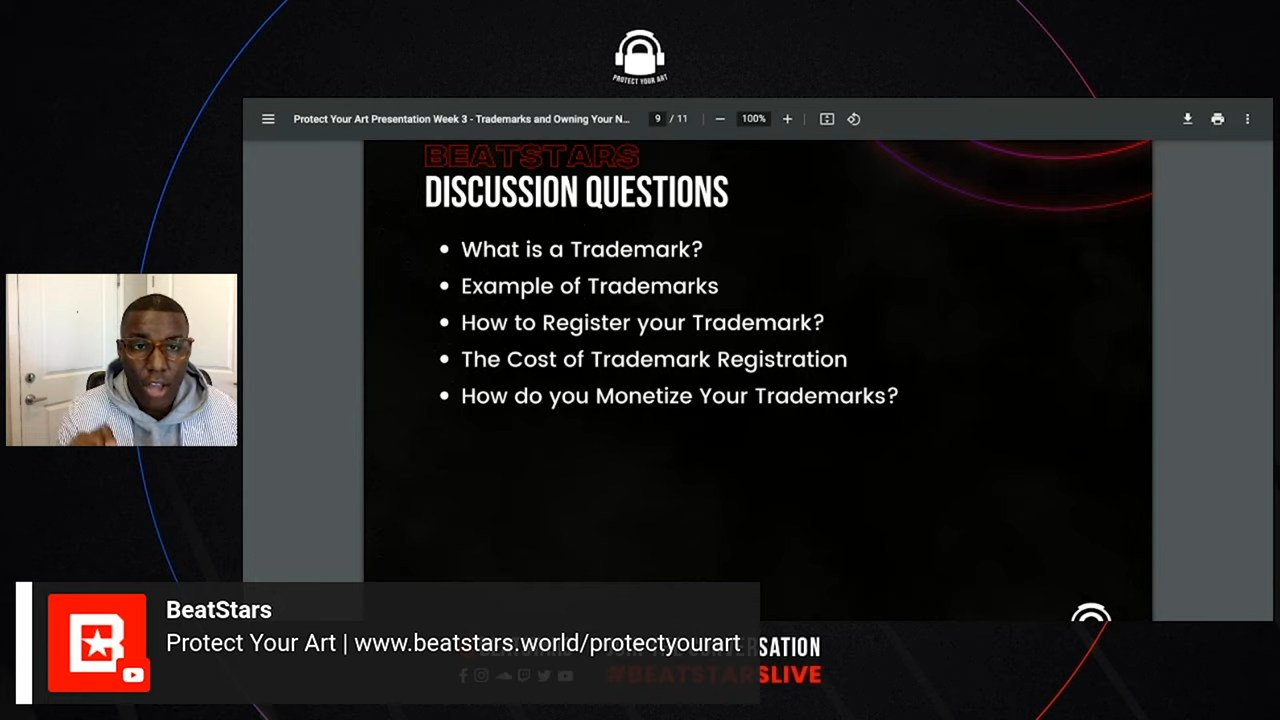 PROTECT YOUR ART
Protect Your Art Presentation Week 3 - Trademarks and Owning Your N...
9 / 11
100%
BEATSTARS
DISCUSSION QUESTIONS
• What is a Trademark?
• Example of Trademarks
• How to Register your Trademark?
• The Cost of Trademark Registration
• How do you Monetize Your Trademarks?
BeatStars
Protect Your Art | www.beatstars.world/protectyourart
SATION
#BEATSTARSLIVE